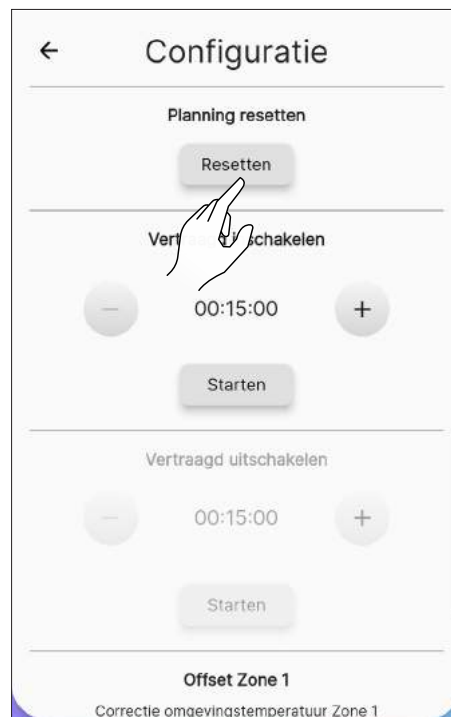 Configuratie
Planning resetten
Resetten
Vertraagd inschakelen
00:15:00
Starten
Vertraagd uitschakelen
00:15:00
Starten
Offset Zone 1
Correctie omgevingstemperatuur Zone 1